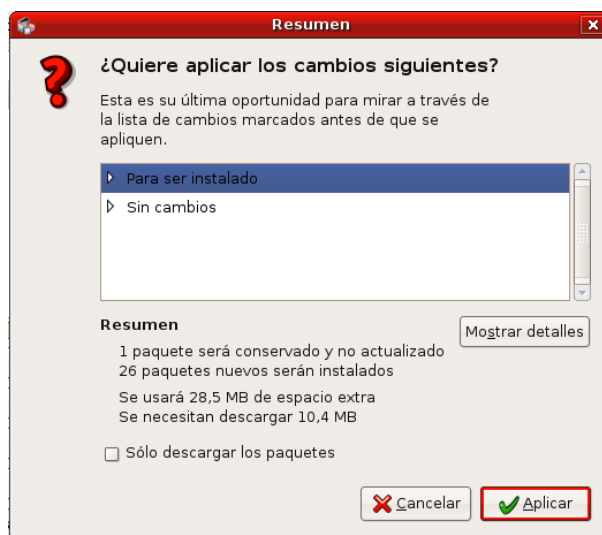 Resumen
¿Quiere aplicar los cambios siguientes?
Esta es su última oportunidad para mirar a través de
la lista de cambios marcados antes de que se
apliquen.
Para ser instalado
Sin cambios
Resumen
Mostrar detalles
1 paquete será conservado y no actualizado
26 paquetes nuevos serán instalados
Se usará 28,5 MB de espacio extra
Se necesitan descargar 10,4 MB
Sólo descargar los paquetes
Cancelar
Aplicar